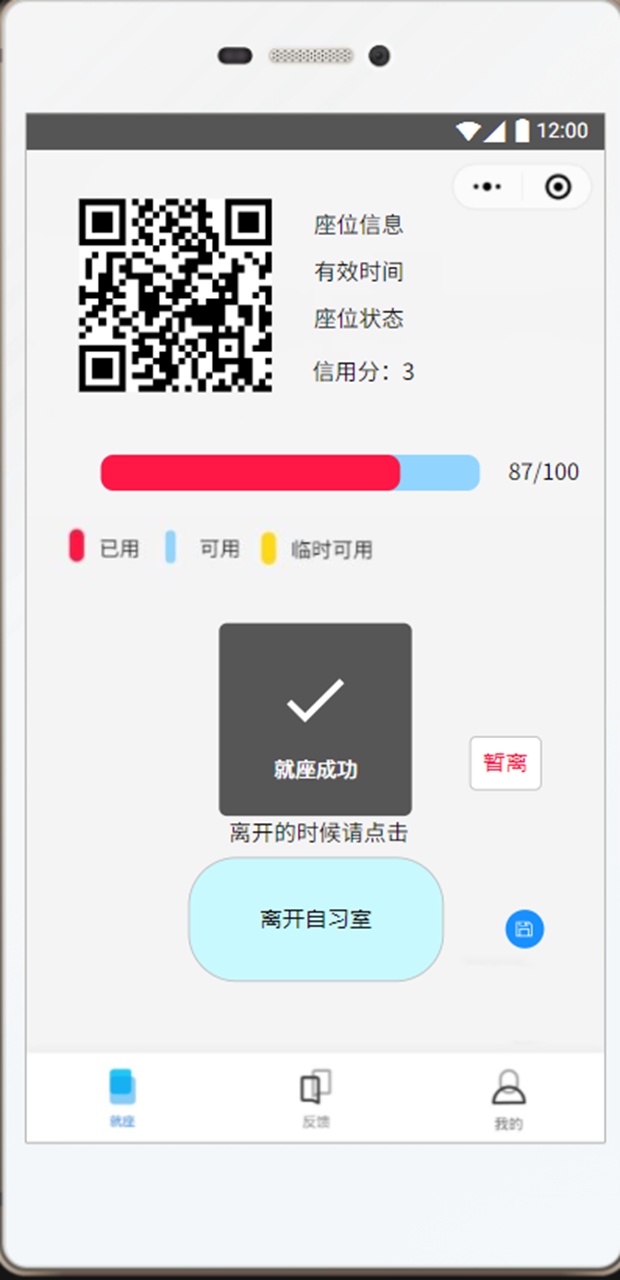 12:00
座位信息
有效时间
座位状态
信用分：3
87/100
已用 可用 临时可用
就座成功
暂离
离开的时候请点击
离开自习室
就座 反馈 我的